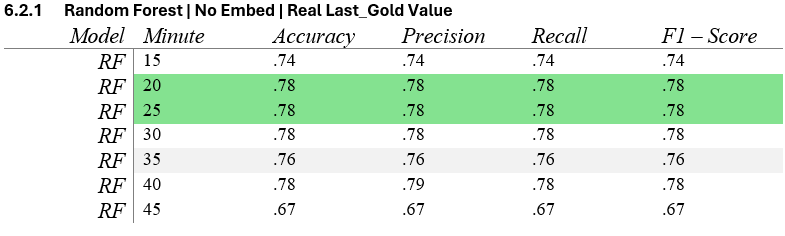 6.2.1 Random Forest | No Embed | Real Last_Gold Value
Model Minute Accuracy Precision Recall F1 – Score
RF 15 .74 .74 .74 .74
RF 20 .78 .78 .78 .78
RF 25 .78 .78 .78 .78
RF 30 .78 .78 .78 .78
RF 35 .76 .76 .76 .76
RF 40 .78 .79 .78 .78
RF 45 .67 .67 .67 .67